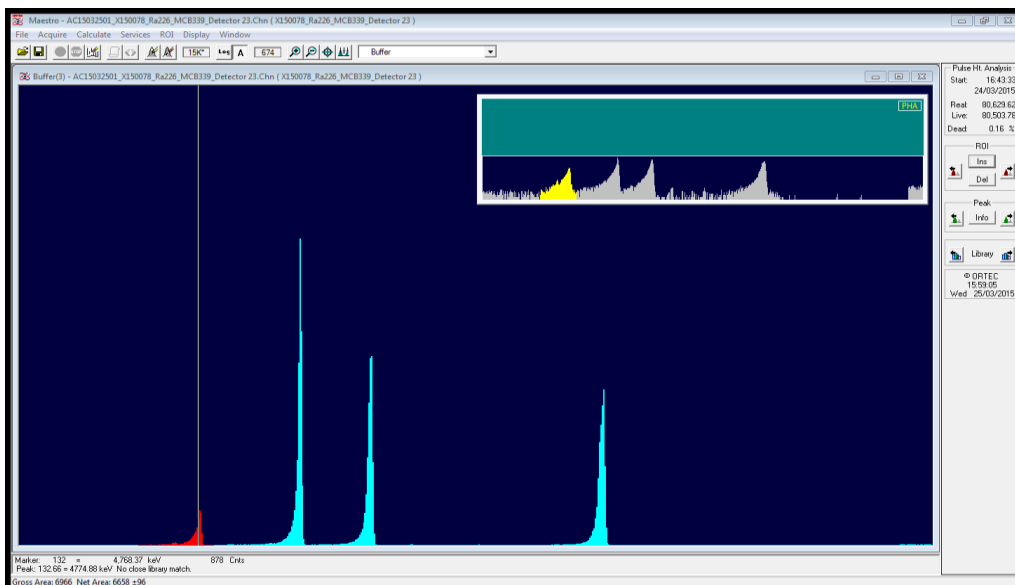 Maestro - AC15032501_X150078_Ra226_MCB339_Detector 23.Chn ( X150078_Ra226_MCB339_Detector 23 )
File Acquire Calculate Services ROI Display Window
15K* Log A 674 Buffer
Buffer(3) - AC15032501_X150078_Ra226_MCB339_Detector 23.Chn ( X150078_Ra226_MCB339_Detector 23 )
PHA
Pulse Ht. Analysis
Start: 16:43:33
24/03/2015
Real: 80,629.62
Live: 80,503.78
Dead: 0.16 %
ROI
Ins
Del
Peak
Info
Library
© ORTEC
15:59:05
Wed 25/03/2015
Marker: 132 = 4,768.37 keV 878 Cnts
Peak: 132.66 = 4774.88 keV No close library match.
Gross Area: 6966 Net Area: 6658 ±96